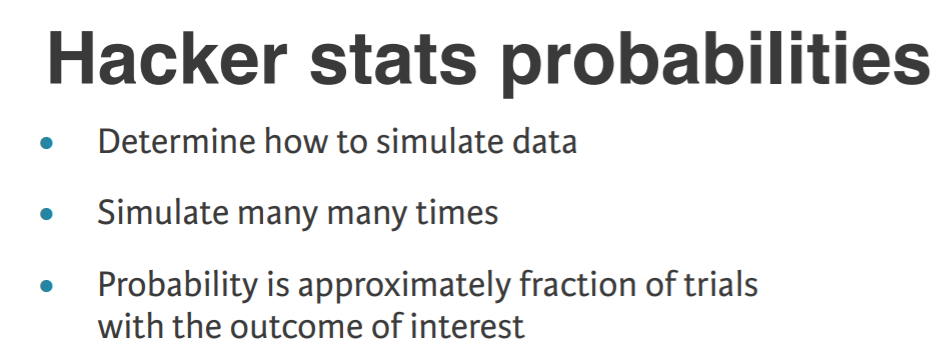 Hacker stats probabilities
• Determine how to simulate data
• Simulate many many times
• Probability is approximately fraction of trials
with the outcome of interest